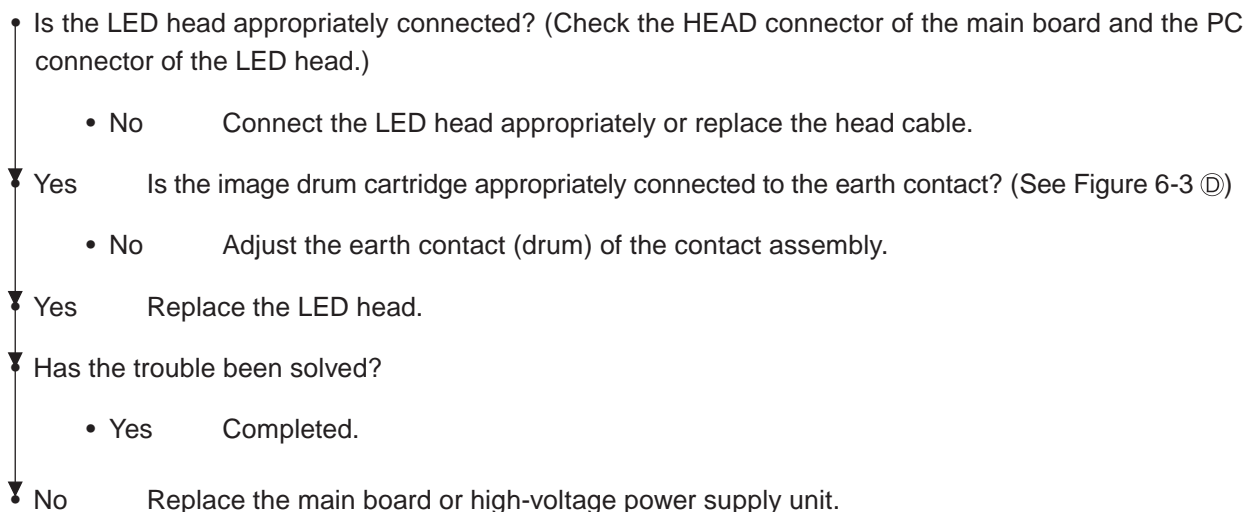 • Is the LED head appropriately connected? (Check the HEAD connector of the main board and the PC
connector of the LED head.)
• No Connect the LED head appropriately or replace the head cable.
• Yes Is the image drum cartridge appropriately connected to the earth contact? (See Figure 6-3 Ⓓ)
• No Adjust the earth contact (drum) of the contact assembly.
• Yes Replace the LED head.
• Has the trouble been solved?
• Yes Completed.
• No Replace the main board or high-voltage power supply unit.